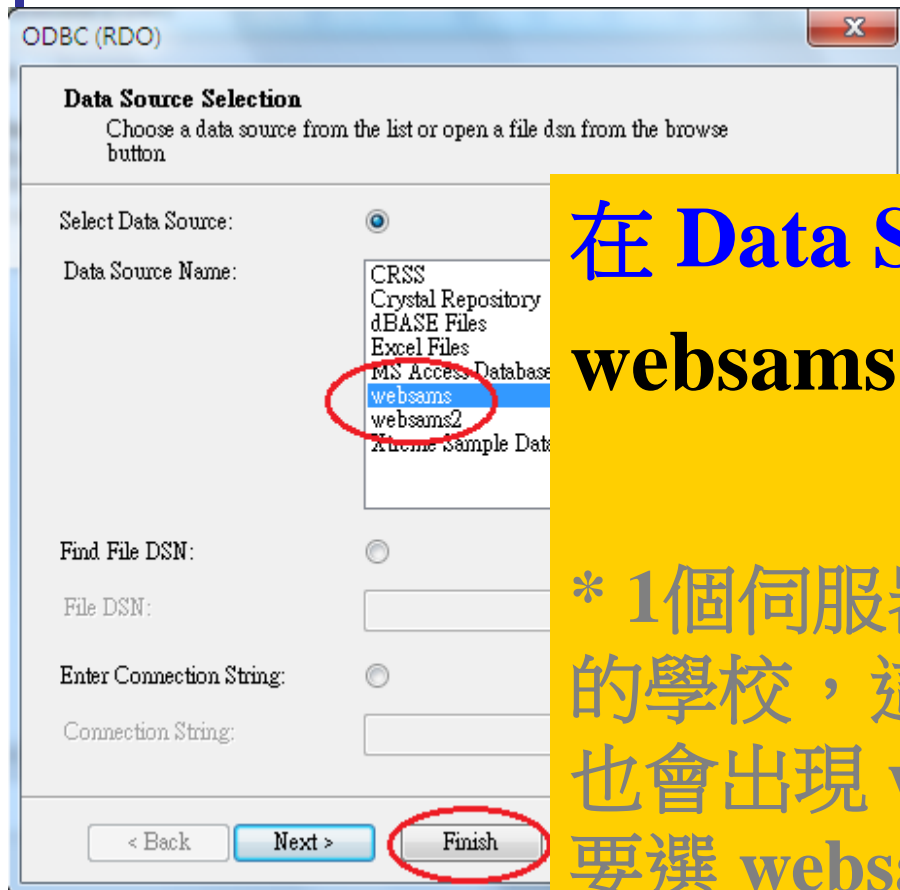 ODBC (RDO)
Data Source Selection
Choose a data source from the list or open a file dsn from the browse
button
Select Data Source:
Data Source Name:
CRSS
Crystal Repository
dBASE Files
Excel Files
MS Access Database
websams
websams2
Xtreme Sample Data
Find File DSN:
File DSN:
Enter Connection String:
Connection String:
< Back
Next >
Finish
在 Data
websams
* 1個伺服
的學校，
也會出現
要選